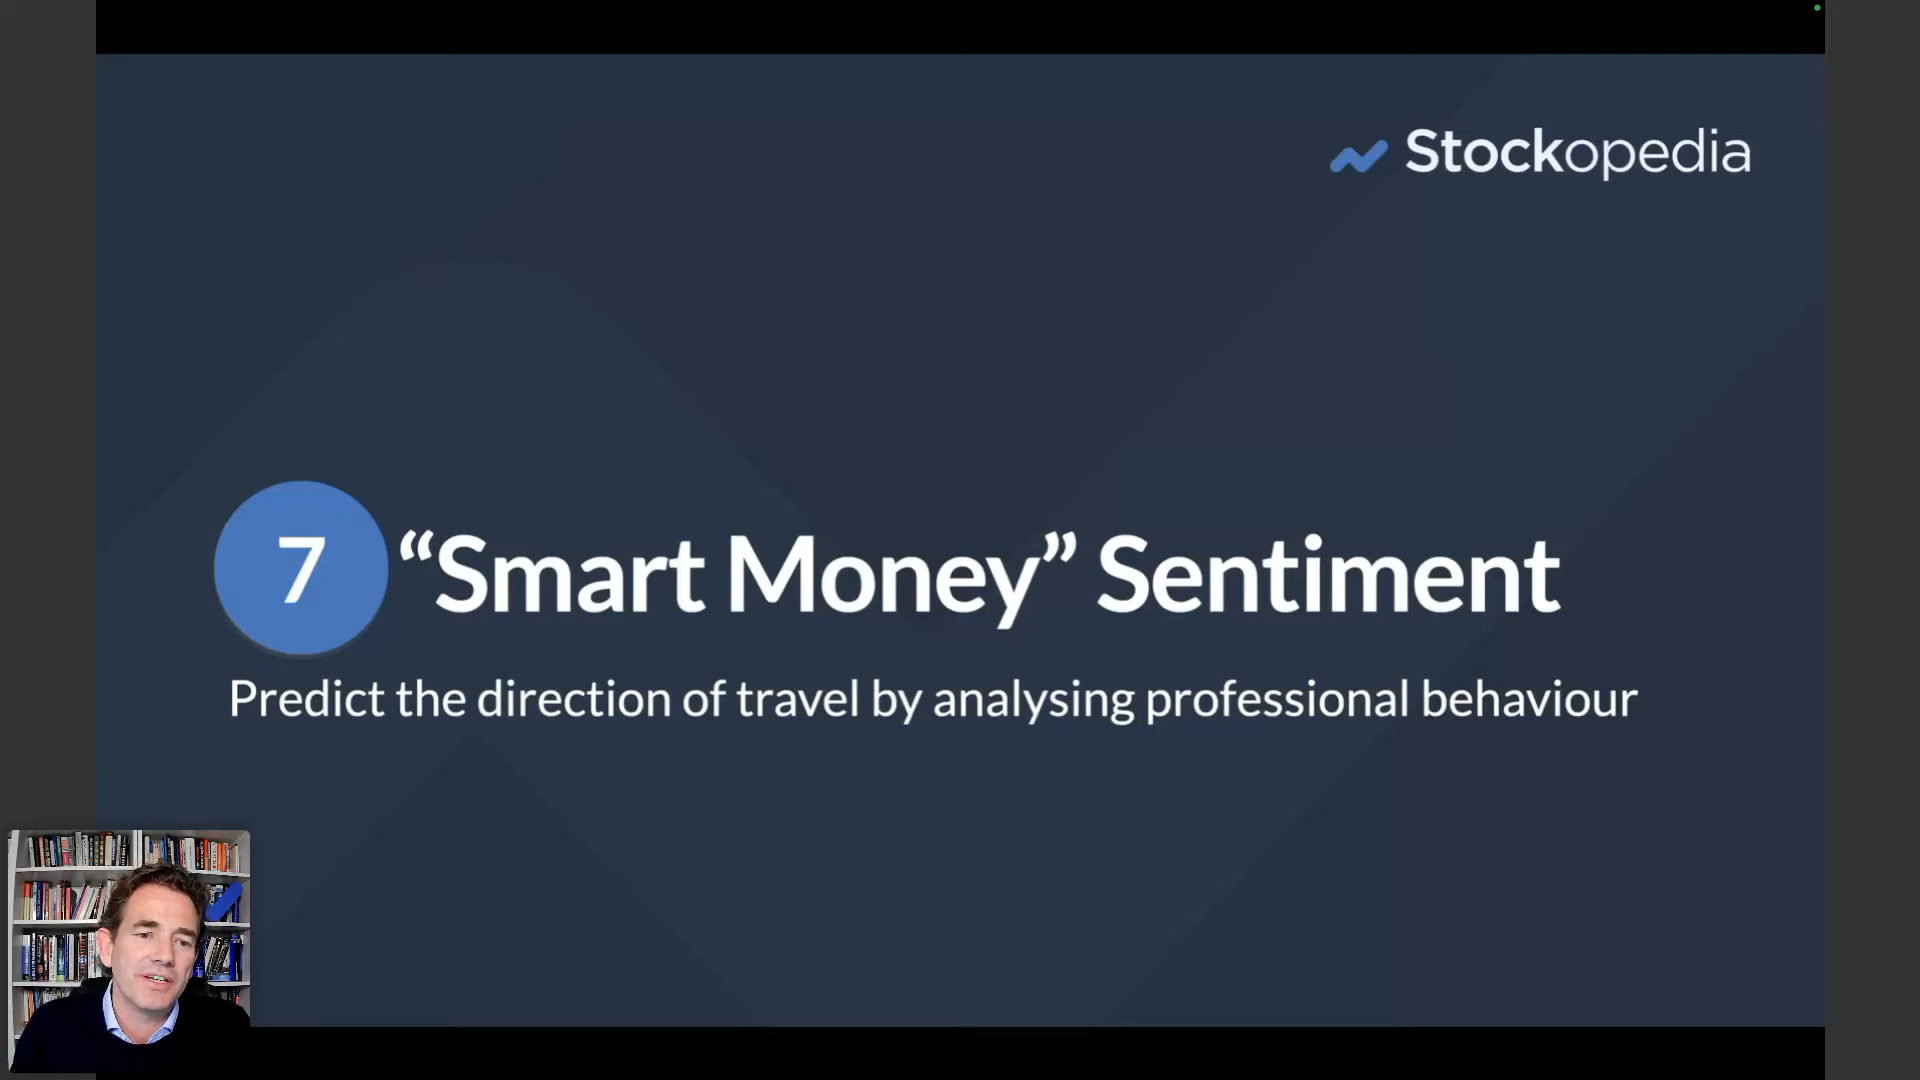 Stockopedia
7 “Smart Money” Sentiment
Predict the direction of travel by analysing professional behaviour